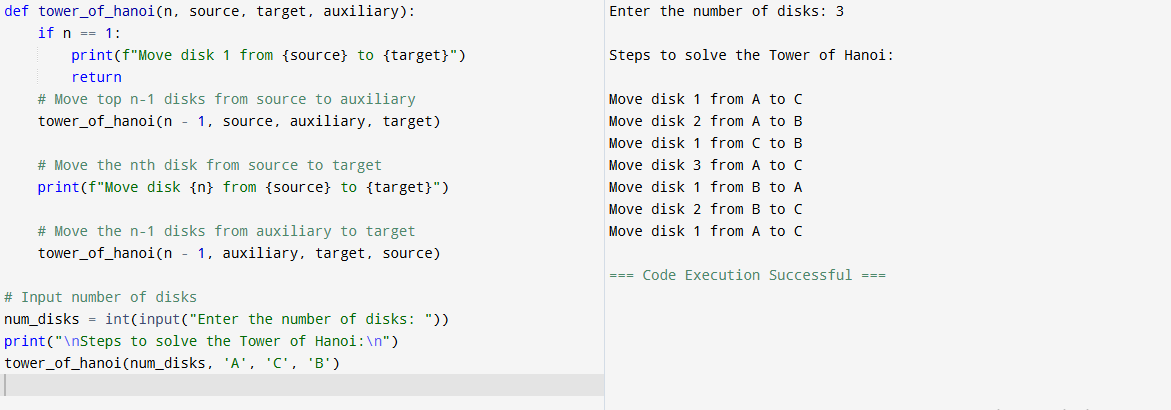 def tower_of_hanoi(n, source, target, auxiliary):
    if n == 1:
        print(f"Move disk 1 from {source} to {target}")
        return
    # Move top n-1 disks from source to auxiliary
    tower_of_hanoi(n - 1, source, auxiliary, target)
    # Move the nth disk from source to target
    print(f"Move disk {n} from {source} to {target}")
    # Move the n-1 disks from auxiliary to target
    tower_of_hanoi(n - 1, auxiliary, target, source)
# Input number of disks
num_disks = int(input("Enter the number of disks: "))
print("\nSteps to solve the Tower of Hanoi:\n")
tower_of_hanoi(num_disks, 'A', 'C', 'B')
Enter the number of disks: 3
Steps to solve the Tower of Hanoi:
Move disk 1 from A to C
Move disk 2 from A to B
Move disk 1 from C to B
Move disk 3 from A to C
Move disk 1 from B to A
Move disk 2 from B to C
Move disk 1 from A to C
=== Code Execution Successful ===